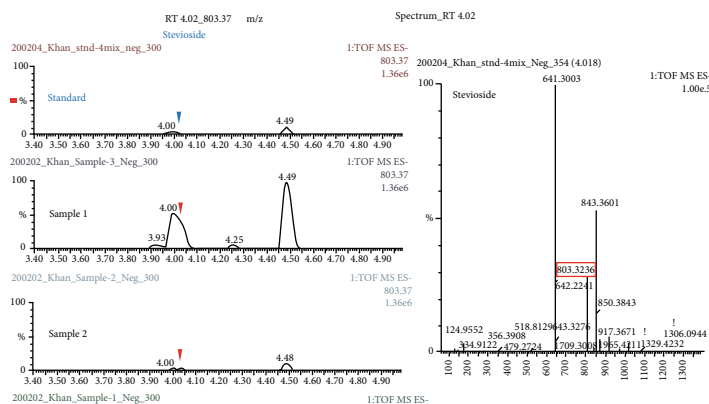 RT 4.02_803.37 m/z
Stevioside
200204_Khan_stnd-4mix_neg_300
1:TOF MS ES-
803.37
1.36e6
100
%
Standard
4.00
4.49
0
3.40 3.50 3.60 3.70 3.80 3.90 4.00 4.10 4.20 4.30 4.40 4.50 4.60 4.70 4.80 4.90
200202_Khan_Sample-3_Neg_300
1:TOF MS ES-
803.37
1.36e6
100
%
Sample 1
3.93
4.00
4.25
4.49
0
3.40 3.50 3.60 3.70 3.80 3.90 4.00 4.10 4.20 4.30 4.40 4.50 4.60 4.70 4.80 4.90
200202_Khan_Sample-2_Neg_300
1:TOF MS ES-
803.37
1.36e6
100
%
Sample 2
4.00
4.48
0
3.40 3.50 3.60 3.70 3.80 3.90 4.00 4.10 4.20 4.30 4.40 4.50 4.60 4.70 4.80 4.90
200202_Khan_Sample-1_Neg_300
1:TOF MS ES-
Spectrum_RT 4.02
200204_Khan_stnd-4mix_Neg_354 (4.018)
1:TOF MS ES-
1.00e.5
100
Stevioside
641.3003
843.3601
%
803.3236
642.2241
850.3843
124.9552
334.9122
356.3908
479.2724
518.8129
643.3276
917.3671
!
!
1306.0944
1329.4232
0
100 200 300 400 500 600 700 800 900 1000 1100 1200 1300